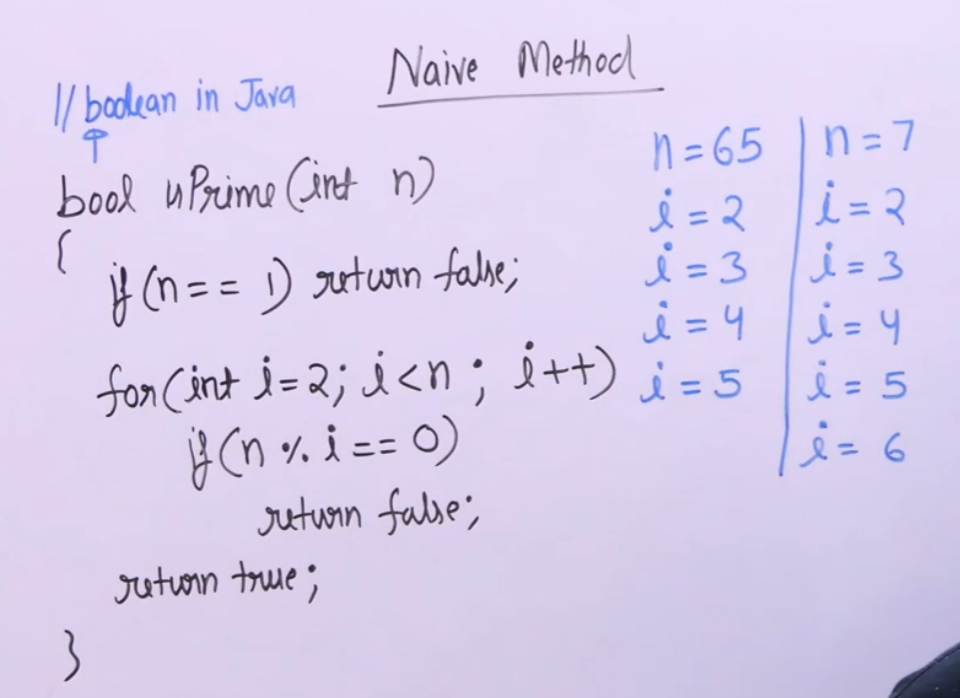 Naive Method
// boolean in Java
bool isPrime(int n)
{
if(n == 1) return false;
for(int i=2; i<n; i++)
if(n % i == 0)
return false;
return true;
}
n = 65
i = 2
i = 3
i = 4
i = 5
n = 7
i = 2
i = 3
i = 4
i = 5
i = 6